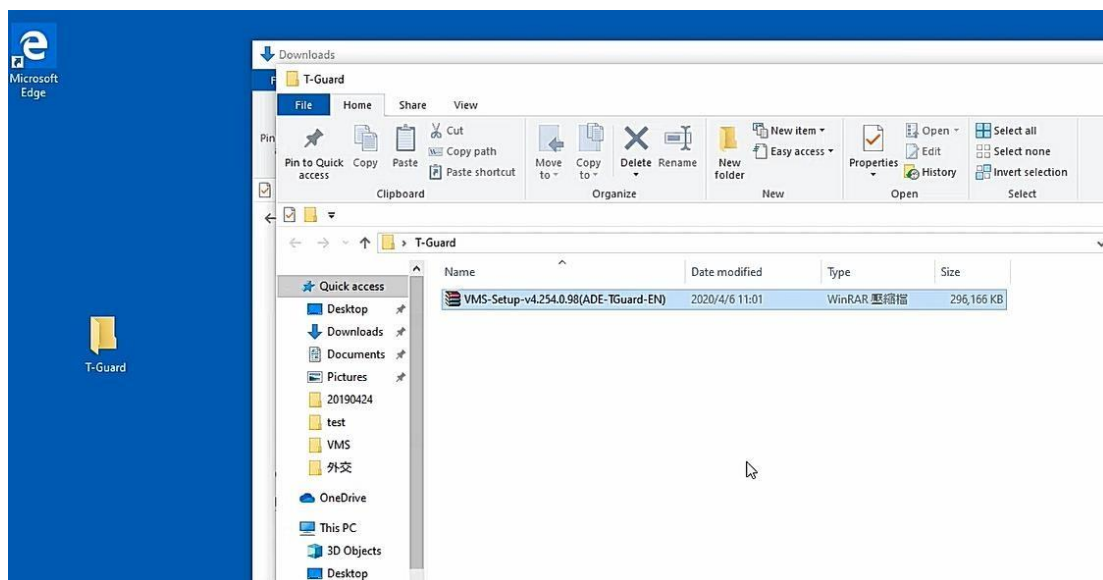 Microsoft
Edge
T-Guard
Downloads
T-Guard
File Home Share View
Pin
Pin to Quick
access
Copy
Paste
Cut
Copy path
Paste shortcut
Clipboard
Move
to
Copy
to
Delete
Rename
Organize
New
folder
New item
Easy access
New
Properties
Open
Edit
History
Open
Select all
Select none
Invert selection
Select
T-Guard
Name Date modified Type Size
VMS-Setup-v4.254.0.98(ADE-TGuard-EN) 2020/4/6 11:01 WinRAR 壓縮檔 296,166 KB
Quick access
Desktop
Downloads
Documents
Pictures
20190424
test
VMS
外交
OneDrive
This PC
3D Objects
Desktop